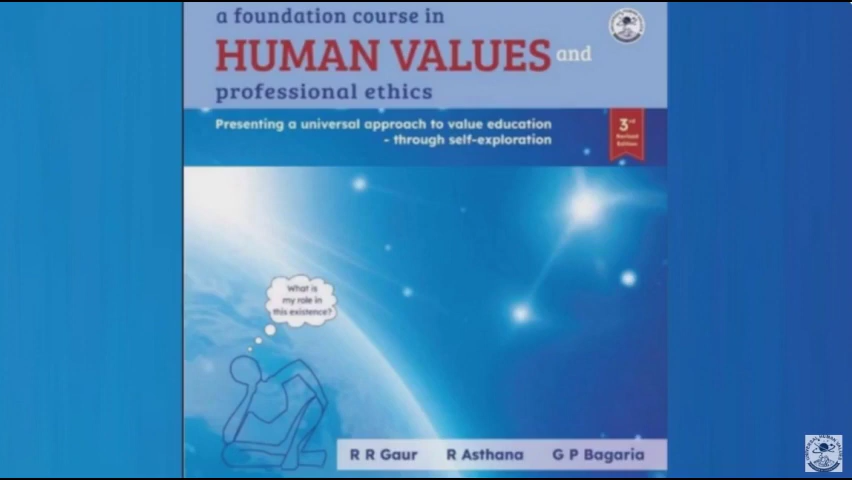 a foundation course in
HUMAN VALUES and
professional ethics
Presenting a universal approach to value education
- through self-exploration
3rd
Revised
Edition
What is
my role in
this existence?
R R Gaur R Asthana G P Bagaria